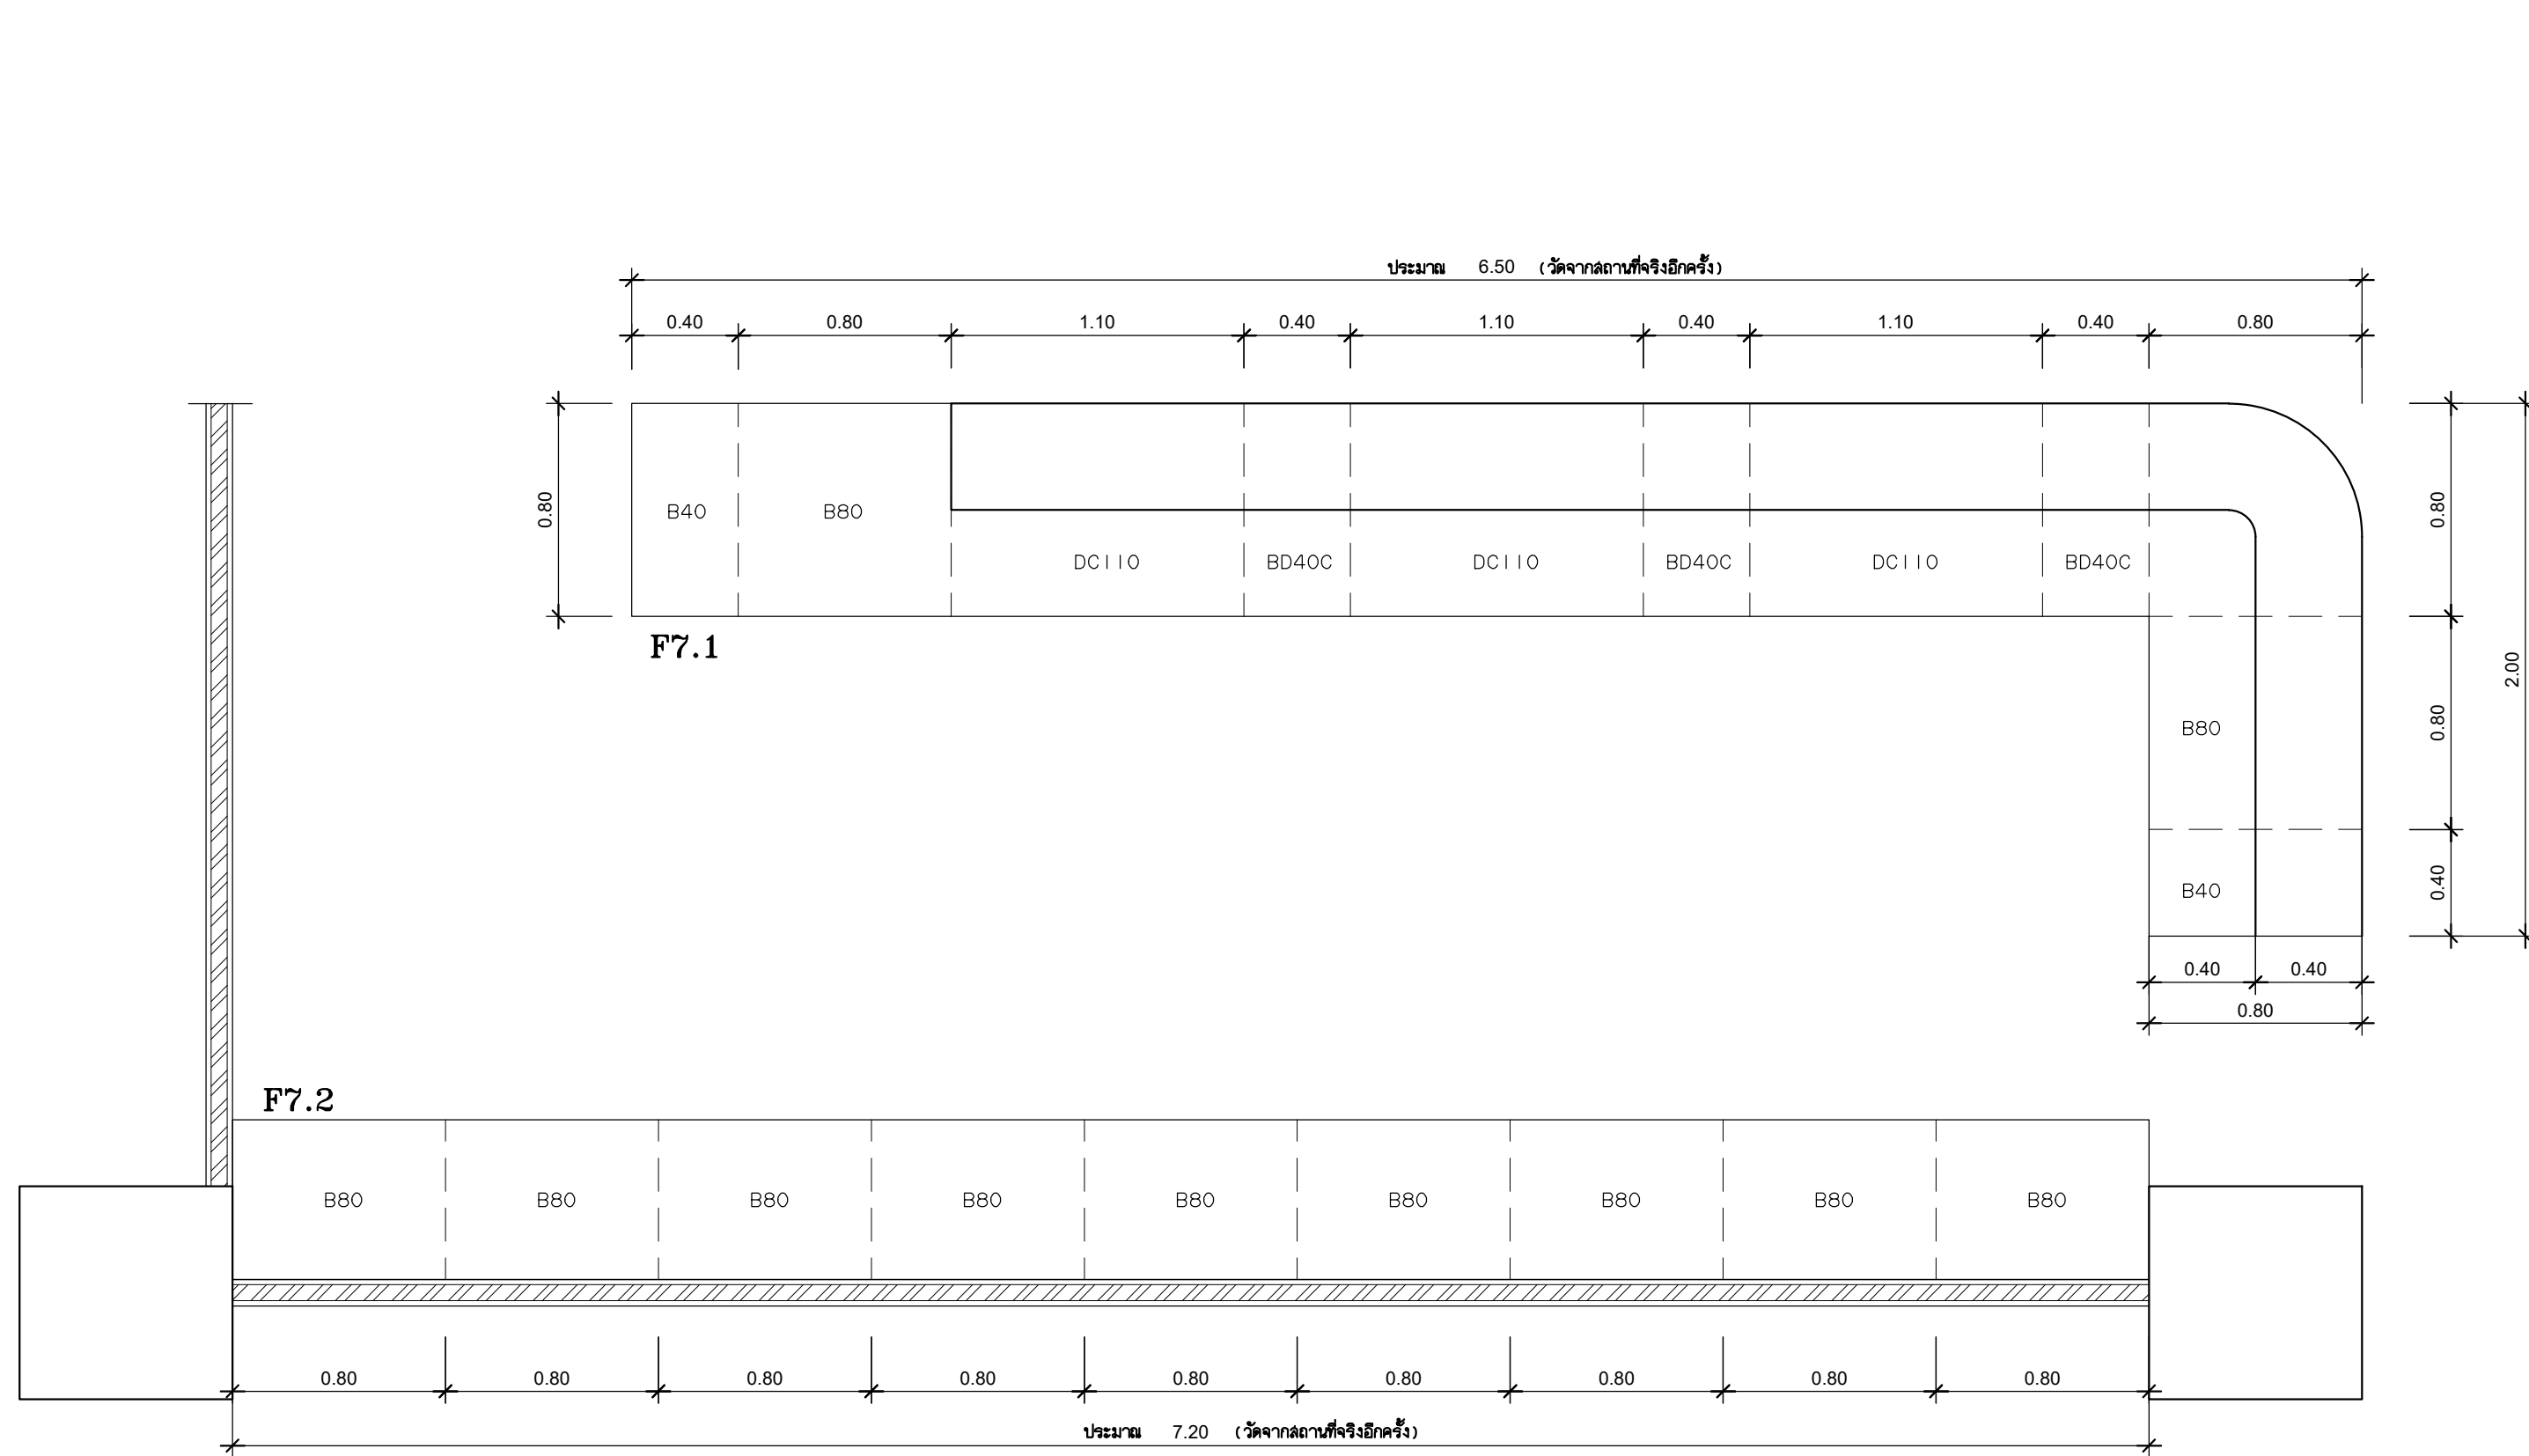 ประมาณ 6.50 (วัดจากสถานที่จริงอีกครั้ง)
0.40 0.80 1.10 0.40 1.10 0.40 1.10 0.40 0.80
0.80 B40 B80 0.80
DC110 BD40C DC110 BD40C DC110 BD40C
F7.1
2.00
B80 0.80
B40 0.40
0.40 0.40
0.80
F7.2
B80 B80 B80 B80 B80 B80 B80 B80 B80
0.80 0.80 0.80 0.80 0.80 0.80 0.80 0.80 0.80
ประมาณ 7.20 (วัดจากสถานที่จริงอีกครั้ง)